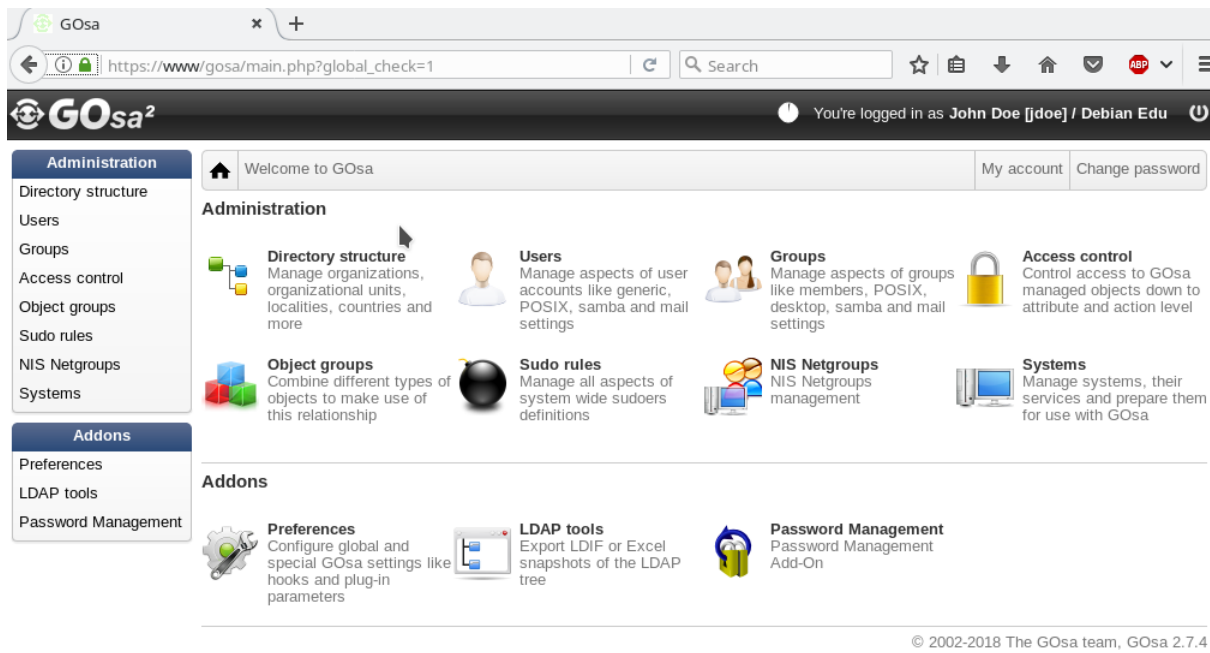 GOsa
https://www/gosa/main.php?global_check=1
Search
ABP
GOsa²
You're logged in as John Doe [jdoe] / Debian Edu
Administration
Directory structure
Users
Groups
Access control
Object groups
Sudo rules
NIS Netgroups
Systems
Addons
Preferences
LDAP tools
Password Management
Welcome to GOsa
My account
Change password
Administration
Directory structure
Manage organizations,
organizational units,
localities, countries and
more
Users
Manage aspects of user
accounts like generic,
POSIX, samba and mail
settings
Groups
Manage aspects of groups
like members, POSIX,
desktop, samba and mail
settings
Access control
Control access to GOsa
managed objects down to
attribute and action level
Object groups
Combine different types of
objects to make use of
this relationship
Sudo rules
Manage all aspects of
system wide sudoers
definitions
NIS Netgroups
NIS Netgroups
management
Systems
Manage systems, their
services and prepare them
for use with GOsa
Addons
Preferences
Configure global and
special GOsa settings like
hooks and plug-in
parameters
LDAP tools
Export LDIF or Excel
snapshots of the LDAP
tree
Password Management
Password Management
Add-On
© 2002-2018 The GOsa team, GOsa 2.7.4